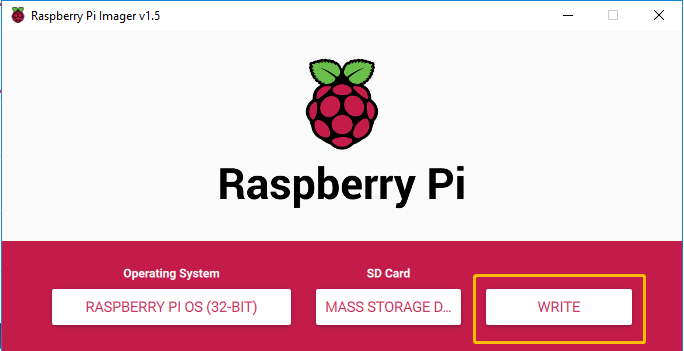 Raspberry Pi Imager v1.5
Raspberry Pi
Operating System
SD Card
RASPBERRY PI OS (32-BIT)
MASS STORAGE D...
WRITE